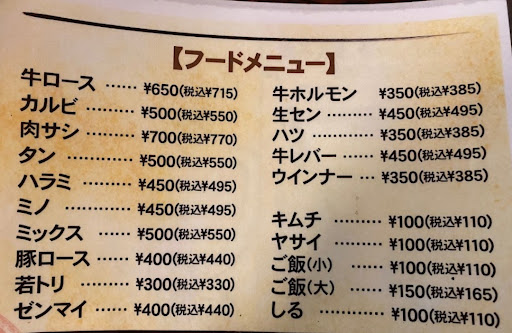 【フードメニュー】
牛ロース …… ¥650(税込¥715)
カルビ ……… ¥500(税込¥550)
肉サシ ……… ¥700(税込¥770)
タン ………… ¥500(税込¥550)
ハラミ ……… ¥450(税込¥495)
ミノ ………… ¥450(税込¥495)
ミックス …… ¥500(税込¥550)
豚ロース …… ¥400(税込¥440)
若トリ ……… ¥300(税込¥330)
ゼンマイ …… ¥400(税込¥440)
牛ホルモン ¥350(税込¥385)
生セン ……… ¥450(税込¥495)
ハツ ………… ¥350(税込¥385)
牛レバー …… ¥450(税込¥495)
ウインナー … ¥350(税込¥385)
キムチ ……… ¥100(税込¥110)
ヤサイ ……… ¥100(税込¥110)
ご飯(小) …… ¥100(税込¥110)
ご飯(大) …… ¥150(税込¥165)
しる ………… ¥100(税込¥110)